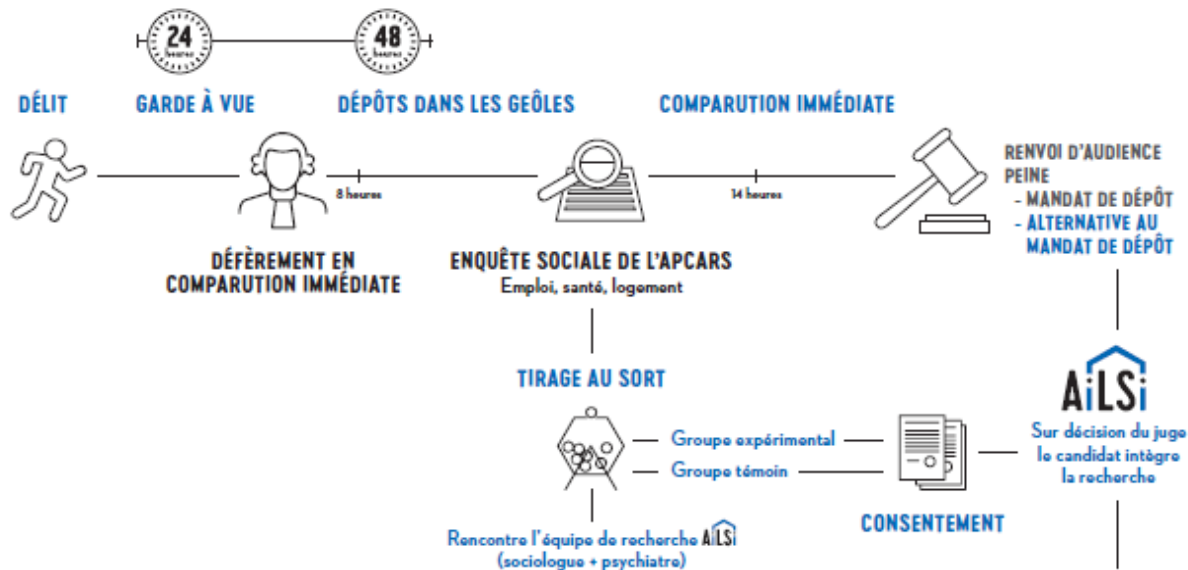 24
heures
48
heures
DÉLIT
GARDE À VUE
DÉPÔTS DANS LES GEÔLES
COMPARUTION IMMÉDIATE
8 heures
14 heures
RENVOI D'AUDIENCE
PEINE
- MANDAT DE DÉPÔT
- ALTERNATIVE AU
MANDAT DE DÉPÔT
DÉFÈREMENT EN
COMPARUTION IMMÉDIATE
ENQUÊTE SOCIALE DE L'APCARS
Emploi, santé, logement
TIRAGE AU SORT
Groupe expérimental
Groupe témoin
Rencontre l'équipe de recherche AiLSi
(sociologue + psychiatre)
CONSENTEMENT
AiLSi
Sur décision du juge
le candidat intègre
la recherche